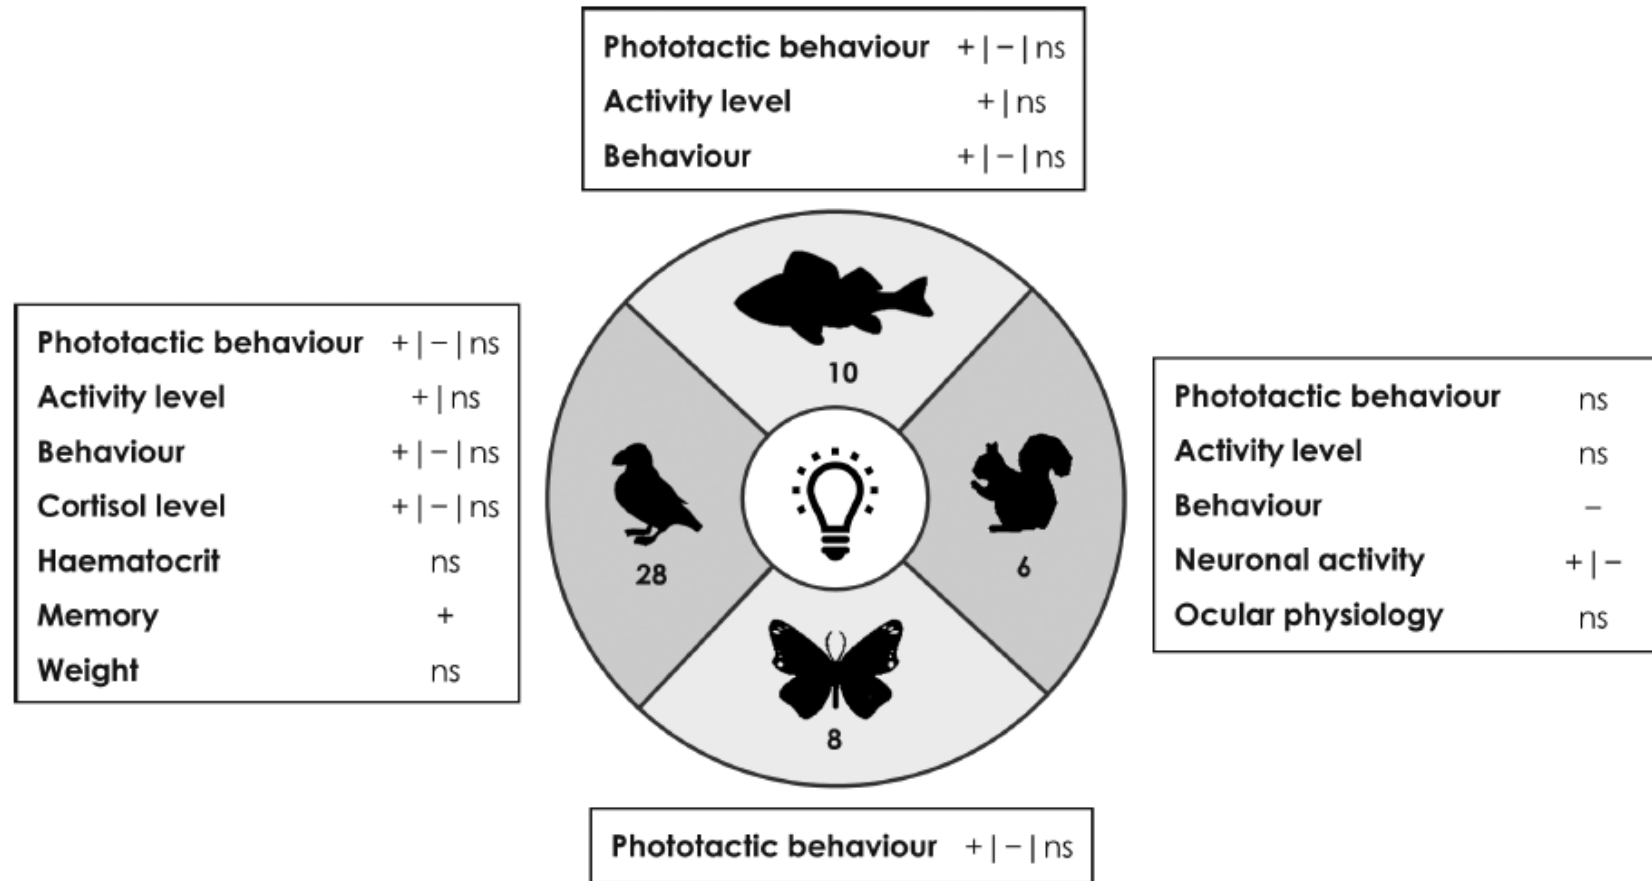 Phototactic behaviour +|−|ns
Activity level +|ns
Behaviour +|−|ns
10
Phototactic behaviour +|−|ns
Activity level +|ns
Behaviour +|−|ns
Cortisol level +|−|ns
Haematocrit ns
Memory +
Weight ns
28
6
Phototactic behaviour ns
Activity level ns
Behaviour −
Neuronal activity +|−
Ocular physiology ns
8
Phototactic behaviour +|−|ns